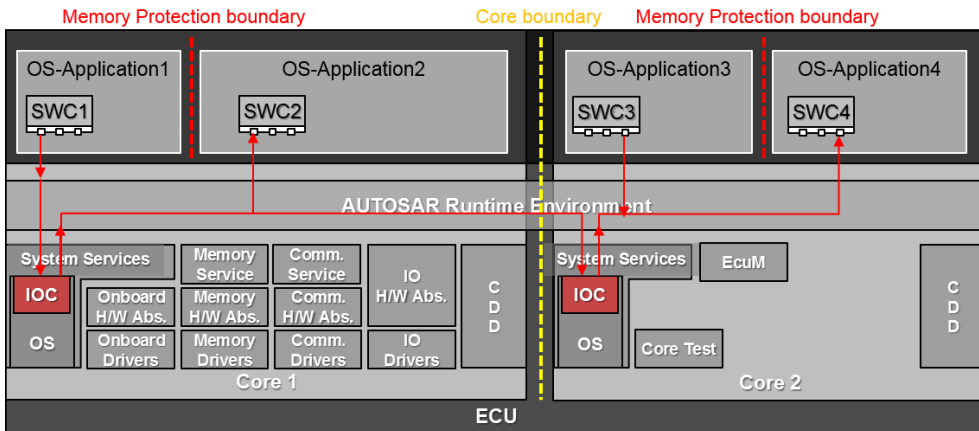 Memory Protection boundary
Core boundary
Memory Protection boundary
OS-Application1
OS-Application2
OS-Application3
OS-Application4
SWC1
SWC2
SWC3
SWC4
AUTOSAR Runtime Environment
System Services
IOC
OS
Onboard
H/W Abs.
Onboard
Drivers
Memory
Service
Memory
H/W Abs.
Memory
Drivers
Comm.
Service
Comm.
H/W Abs.
Comm.
Drivers
IO
H/W Abs.
IO
Drivers
C
D
D
Core 1
System Services
IOC
OS
EcuM
Core Test
C
D
D
Core 2
ECU